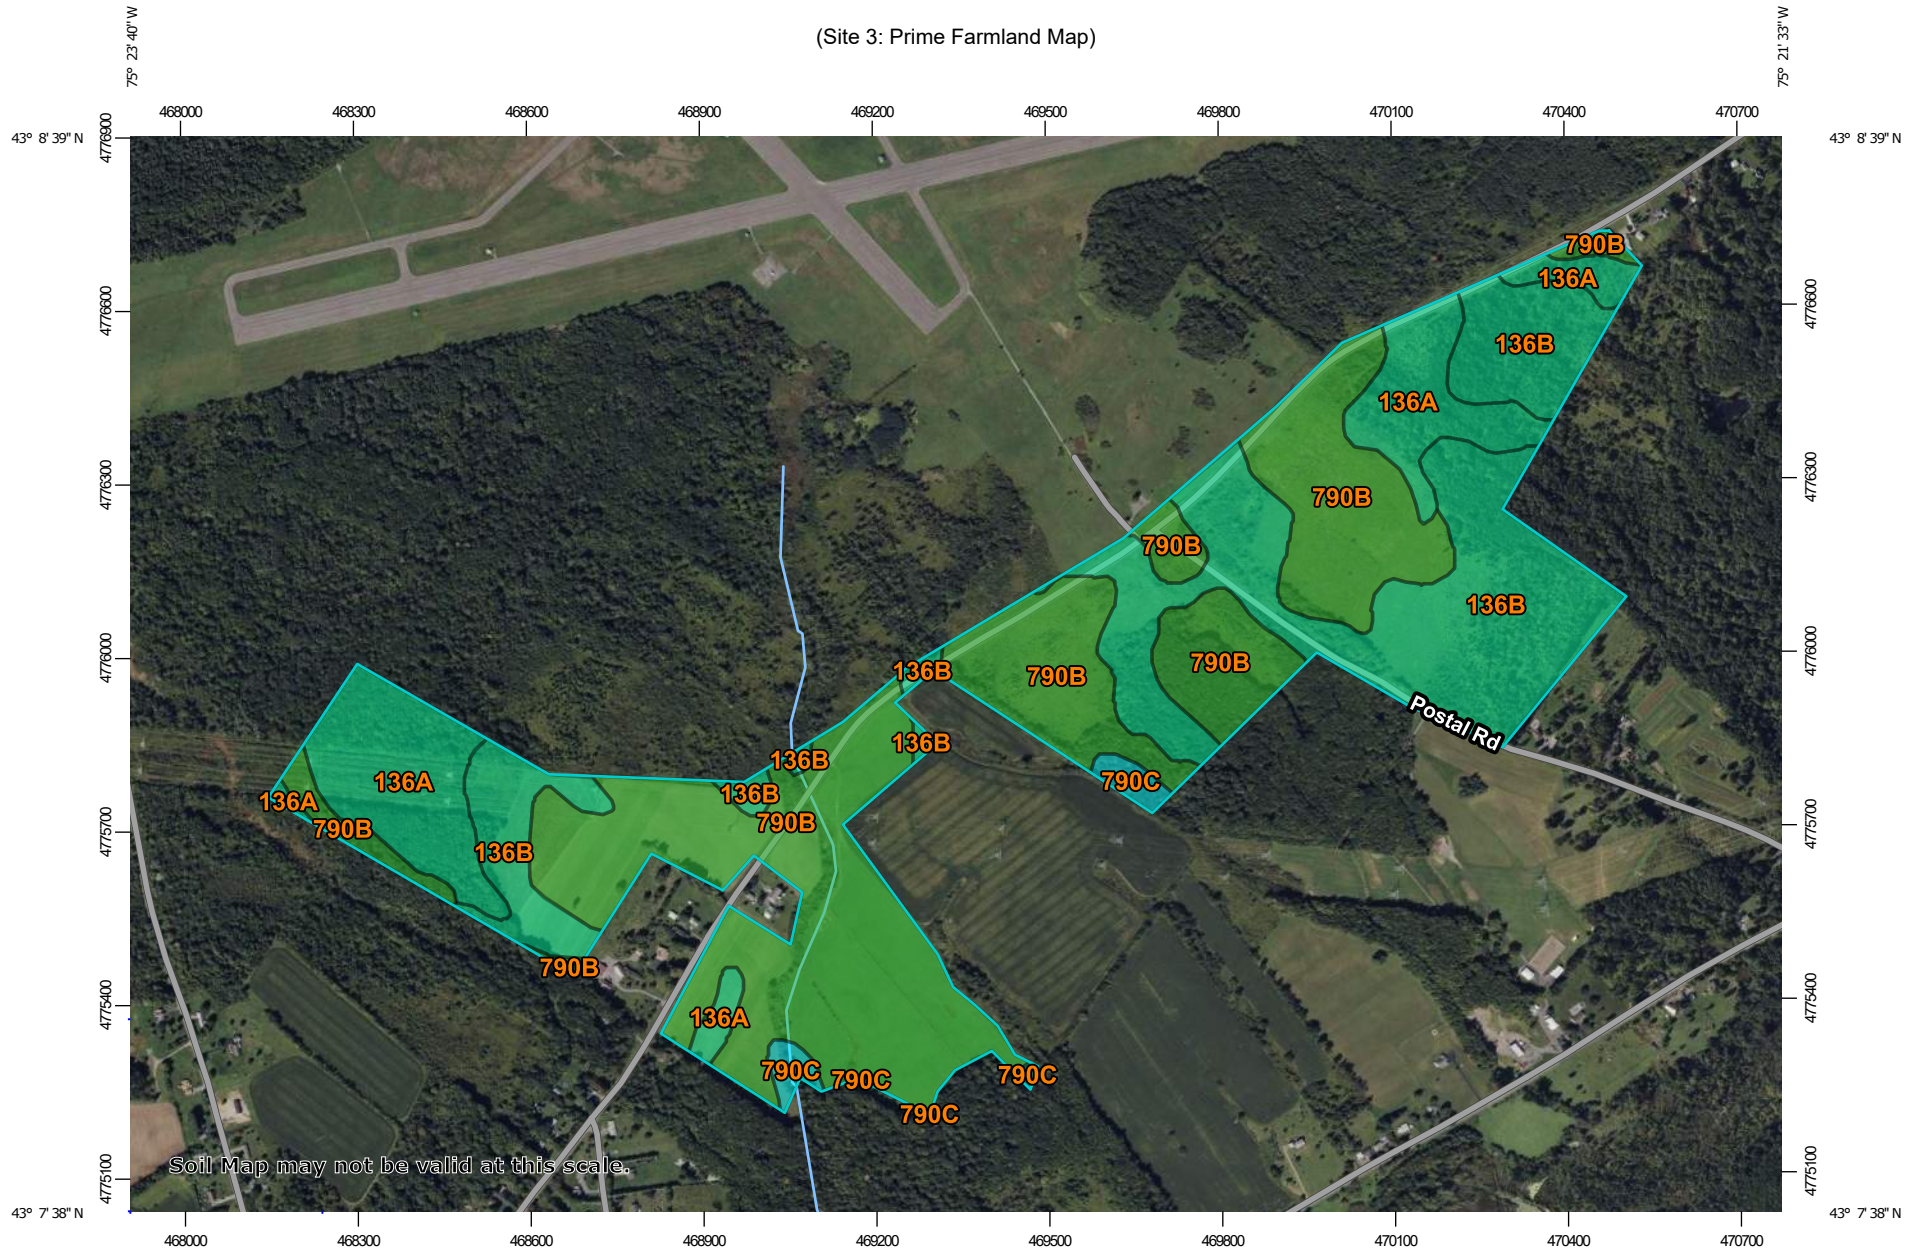 (Site 3: Prime Farmland Map)
75° 23' 40'' W
75° 21' 33'' W
468000 468300 468600 468900 469200 469500 469800 470100 470400 470700
43° 8' 39'' N
43° 8' 39'' N
4776900
4776600
4776300
4776000
4775700
4775400
4775100
4776600
4776300
4776000
4775700
4775400
4775100
790B
136A
136B
136A
790B
790B
136B
790B
136B
790B
136B
136B
790C
136A
136B
136A
136B
790B
790B
136B
790B
136A
790C
790C
790C
790C
Postal Rd
Soil Map may not be valid at this scale.
43° 7' 38'' N
43° 7' 38'' N
468000 468300 468600 468900 469200 469500 469800 470100 470400 470700